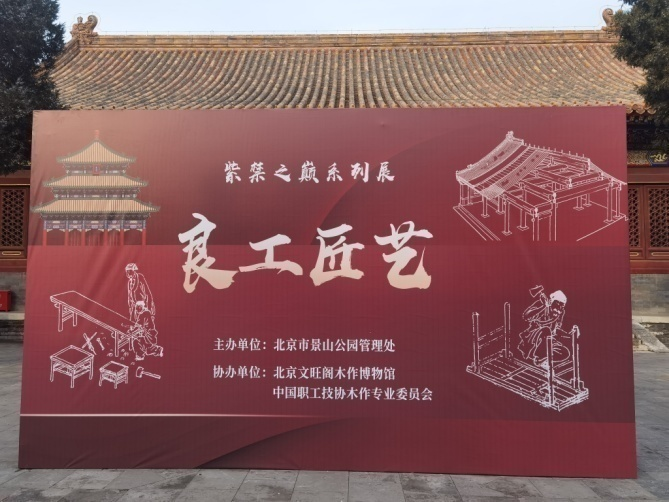 紫禁之巅系列展
良工匠艺
主办单位：北京市景山公园管理处
协办单位：北京文旺阁木作博物馆
中国职工技协木作专业委员会